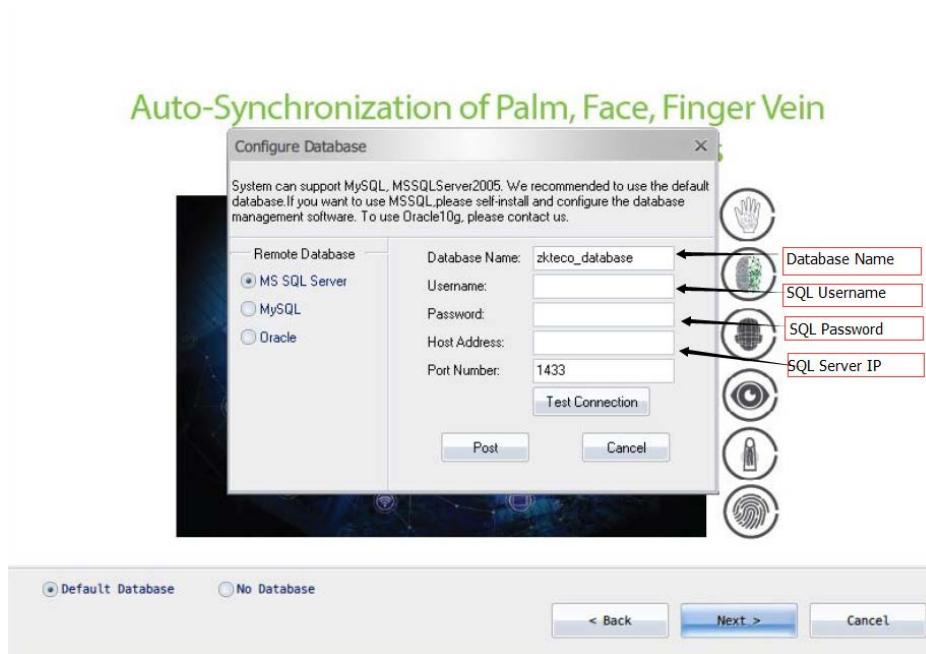 Auto-Synchronization of Palm, Face, Finger Vein
Configure Database
System can support MySQL, MSSQLServer2005. We recommended to use the default
database.If you want to use MSSQL,please self-install and configure the database
management software. To use Oracle10g, please contact us.
Remote Database
MS SQL Server
MySQL
Oracle
Database Name: zkteco_database
Username:
Password:
Host Address:
Port Number: 1433
Test Connection
Post Cancel
Database Name
SQL Username
SQL Password
SQL Server IP
Default Database No Database
< Back Next > Cancel